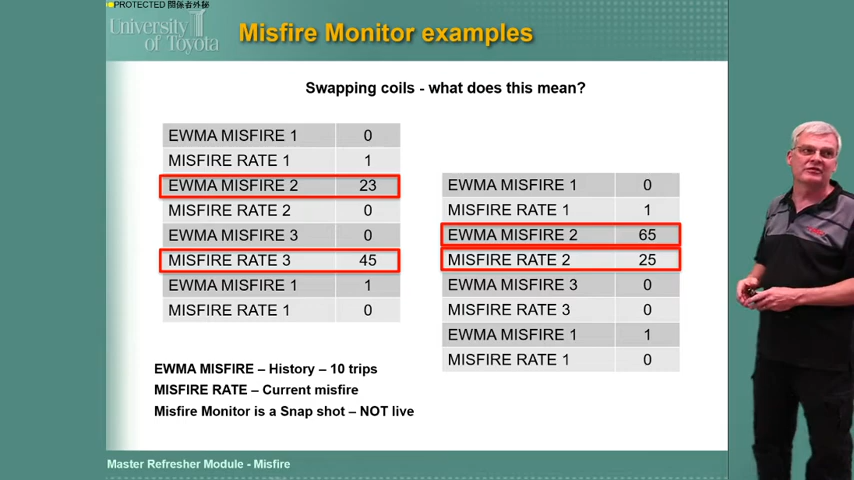 PROTECTED 関係者外秘
University
of Toyota
Misfire Monitor examples
Swapping coils - what does this mean?
EWMA MISFIRE 1 0
MISFIRE RATE 1 1
EWMA MISFIRE 2 23
MISFIRE RATE 2 0
EWMA MISFIRE 3 0
MISFIRE RATE 3 45
EWMA MISFIRE 1 1
MISFIRE RATE 1 0
EWMA MISFIRE 1 0
MISFIRE RATE 1 1
EWMA MISFIRE 2 65
MISFIRE RATE 2 25
EWMA MISFIRE 3 0
MISFIRE RATE 3 0
EWMA MISFIRE 1 1
MISFIRE RATE 1 0
EWMA MISFIRE – History – 10 trips
MISFIRE RATE – Current misfire
Misfire Monitor is a Snap shot – NOT live
Master Refresher Module - Misfire